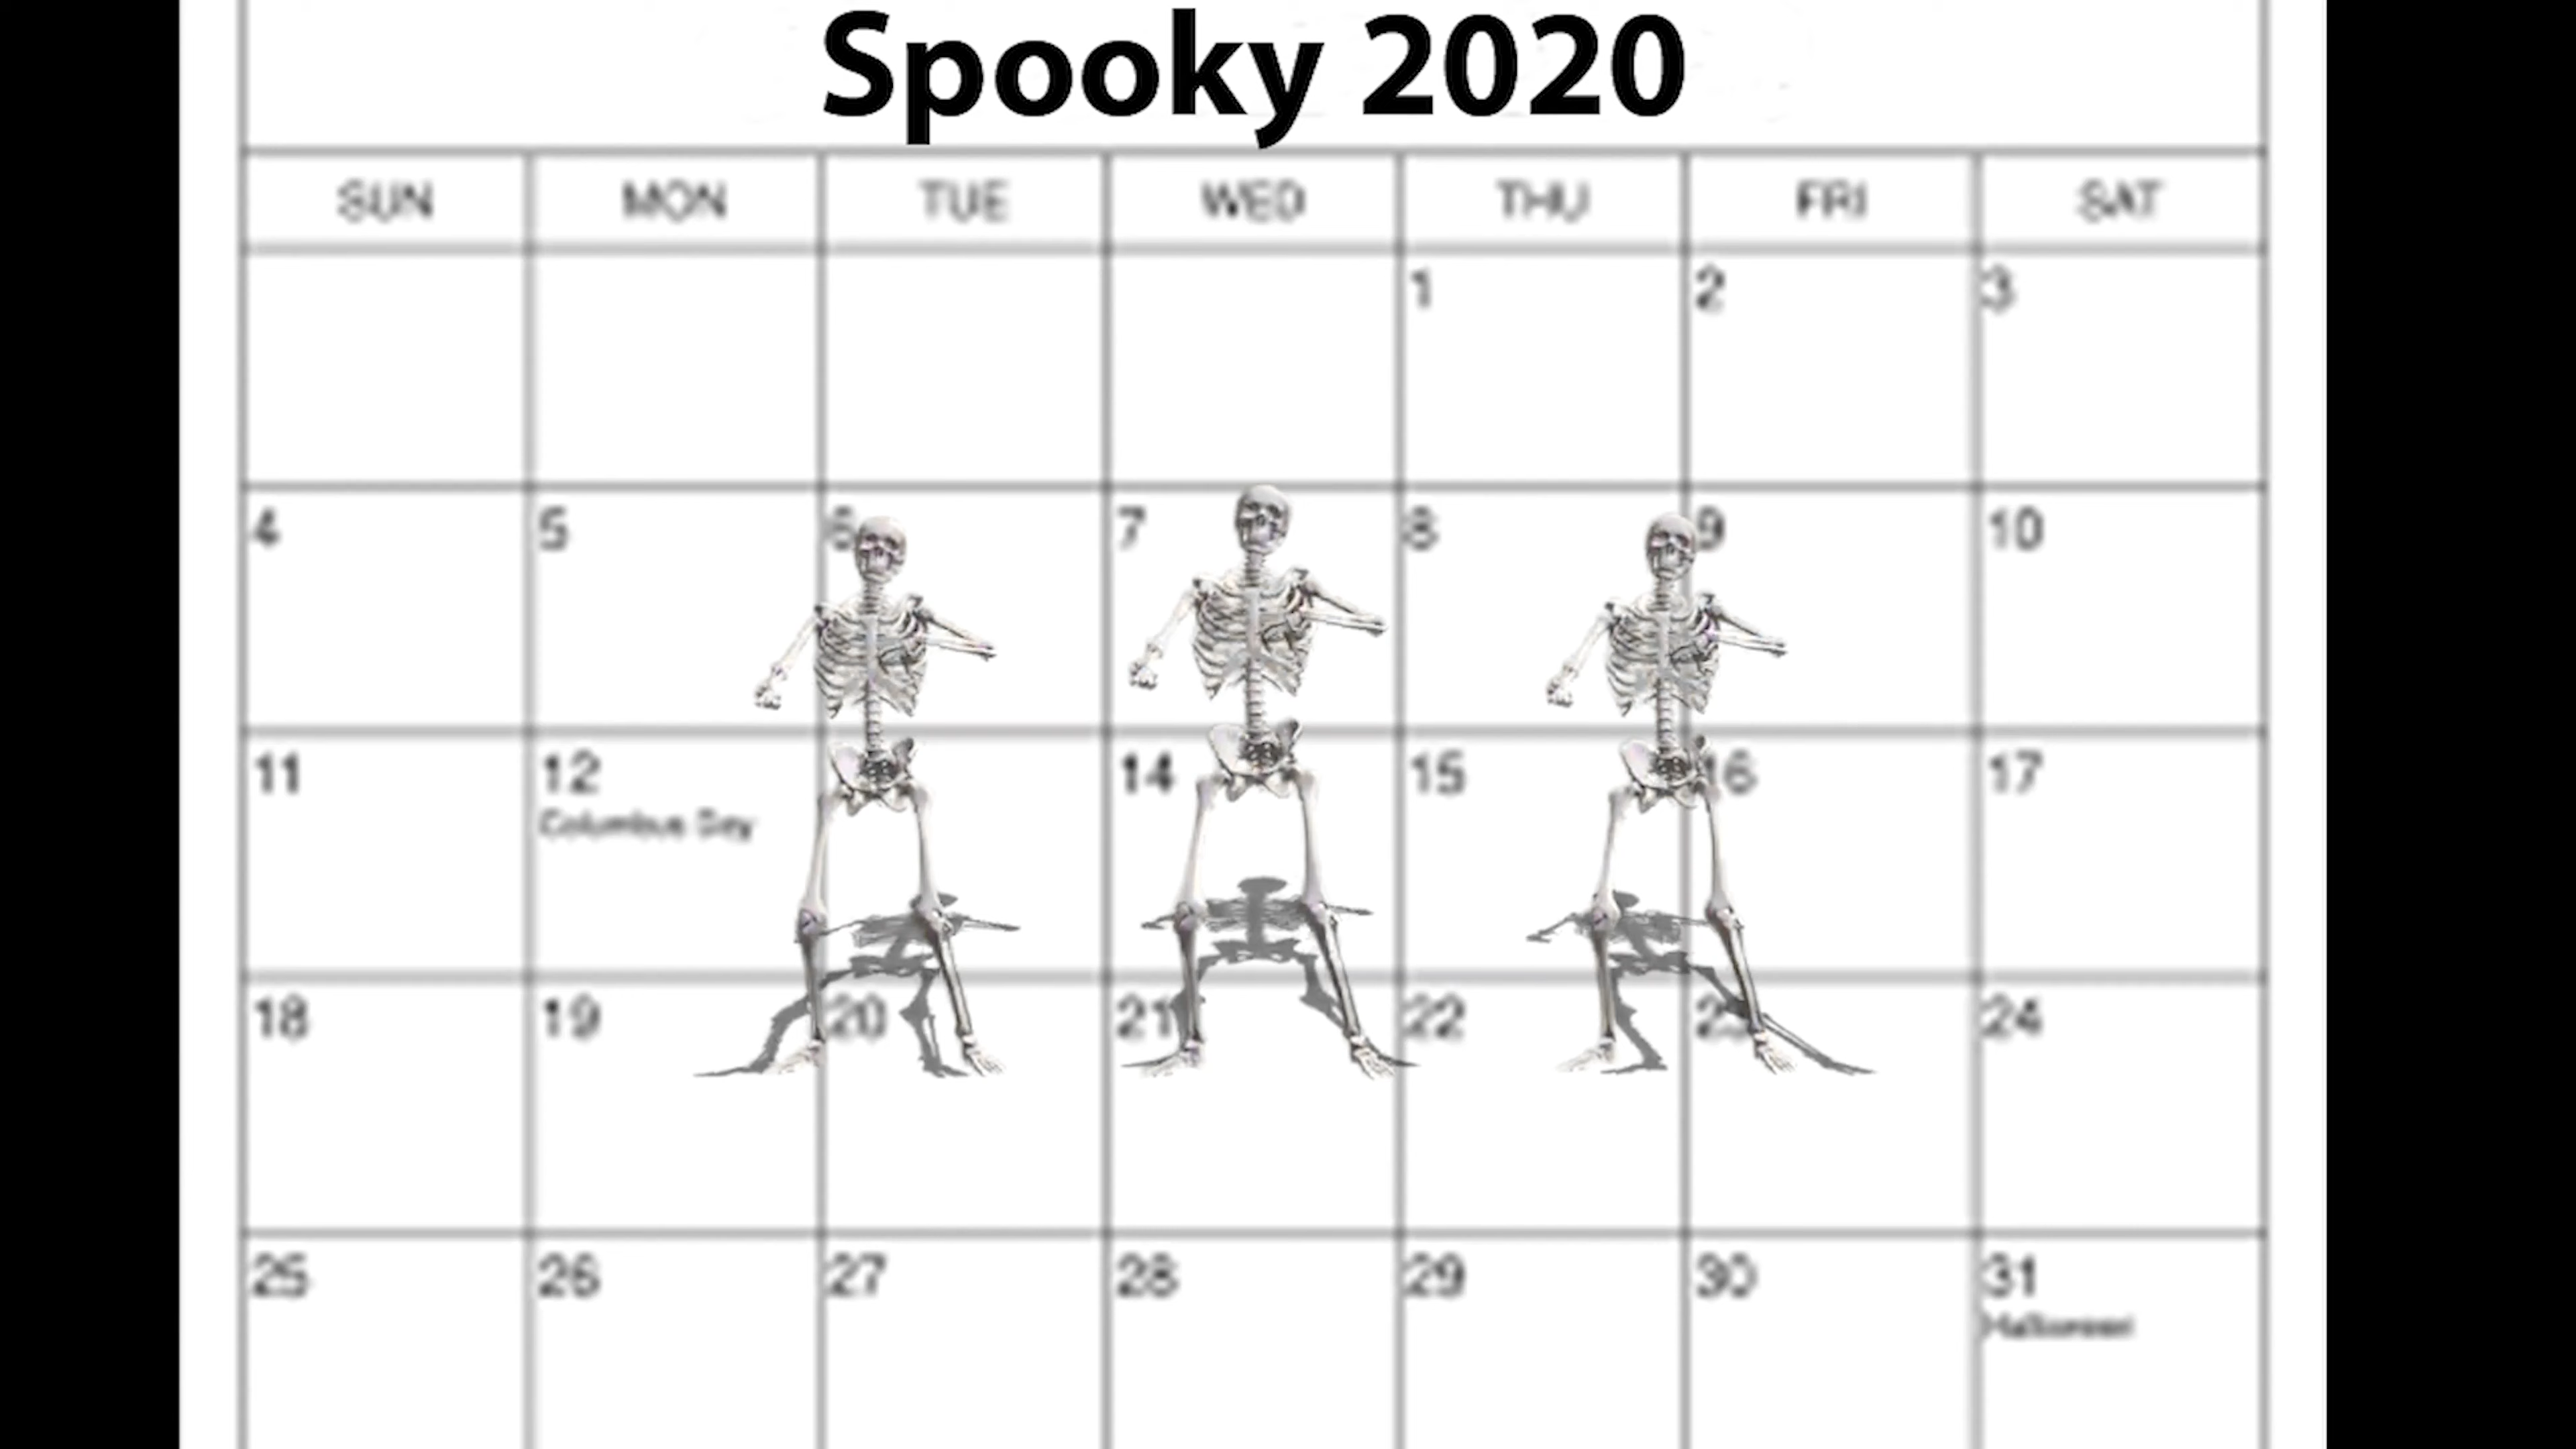 Spooky 2020
SUN MON TUE WED THU FRI SAT
1 2 3
4 5 6 7 8 9 10
11 12 14 15 16 17
Columbus Day
18 19 20 21 22 23 24
25 26 27 28 29 30 31
Halloween